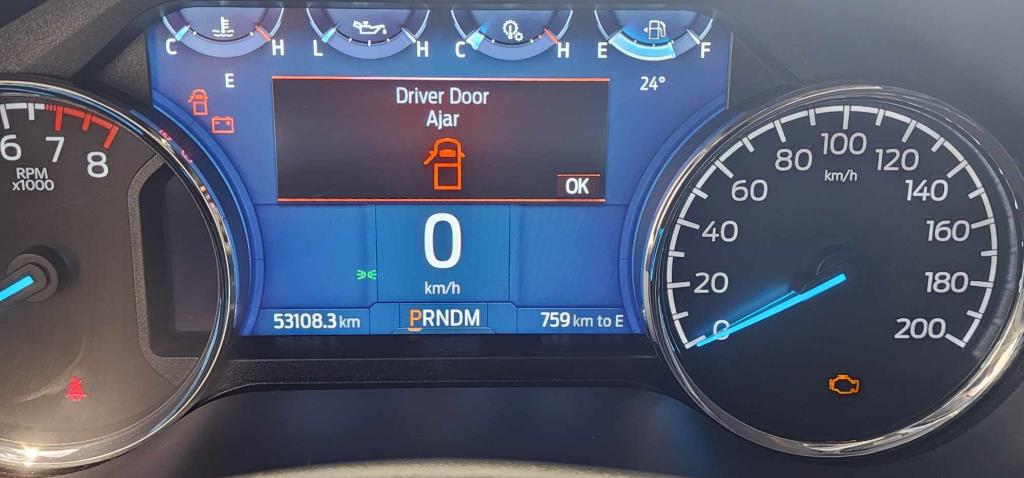 C H
L H
C H
E F
E
24°
Driver Door
Ajar
OK
6 7 8
RPM
x1000
0
km/h
53108.3 km
PRNDM
759 km to E
0 20 40 60 80 100 120 140 160 180 200
km/h